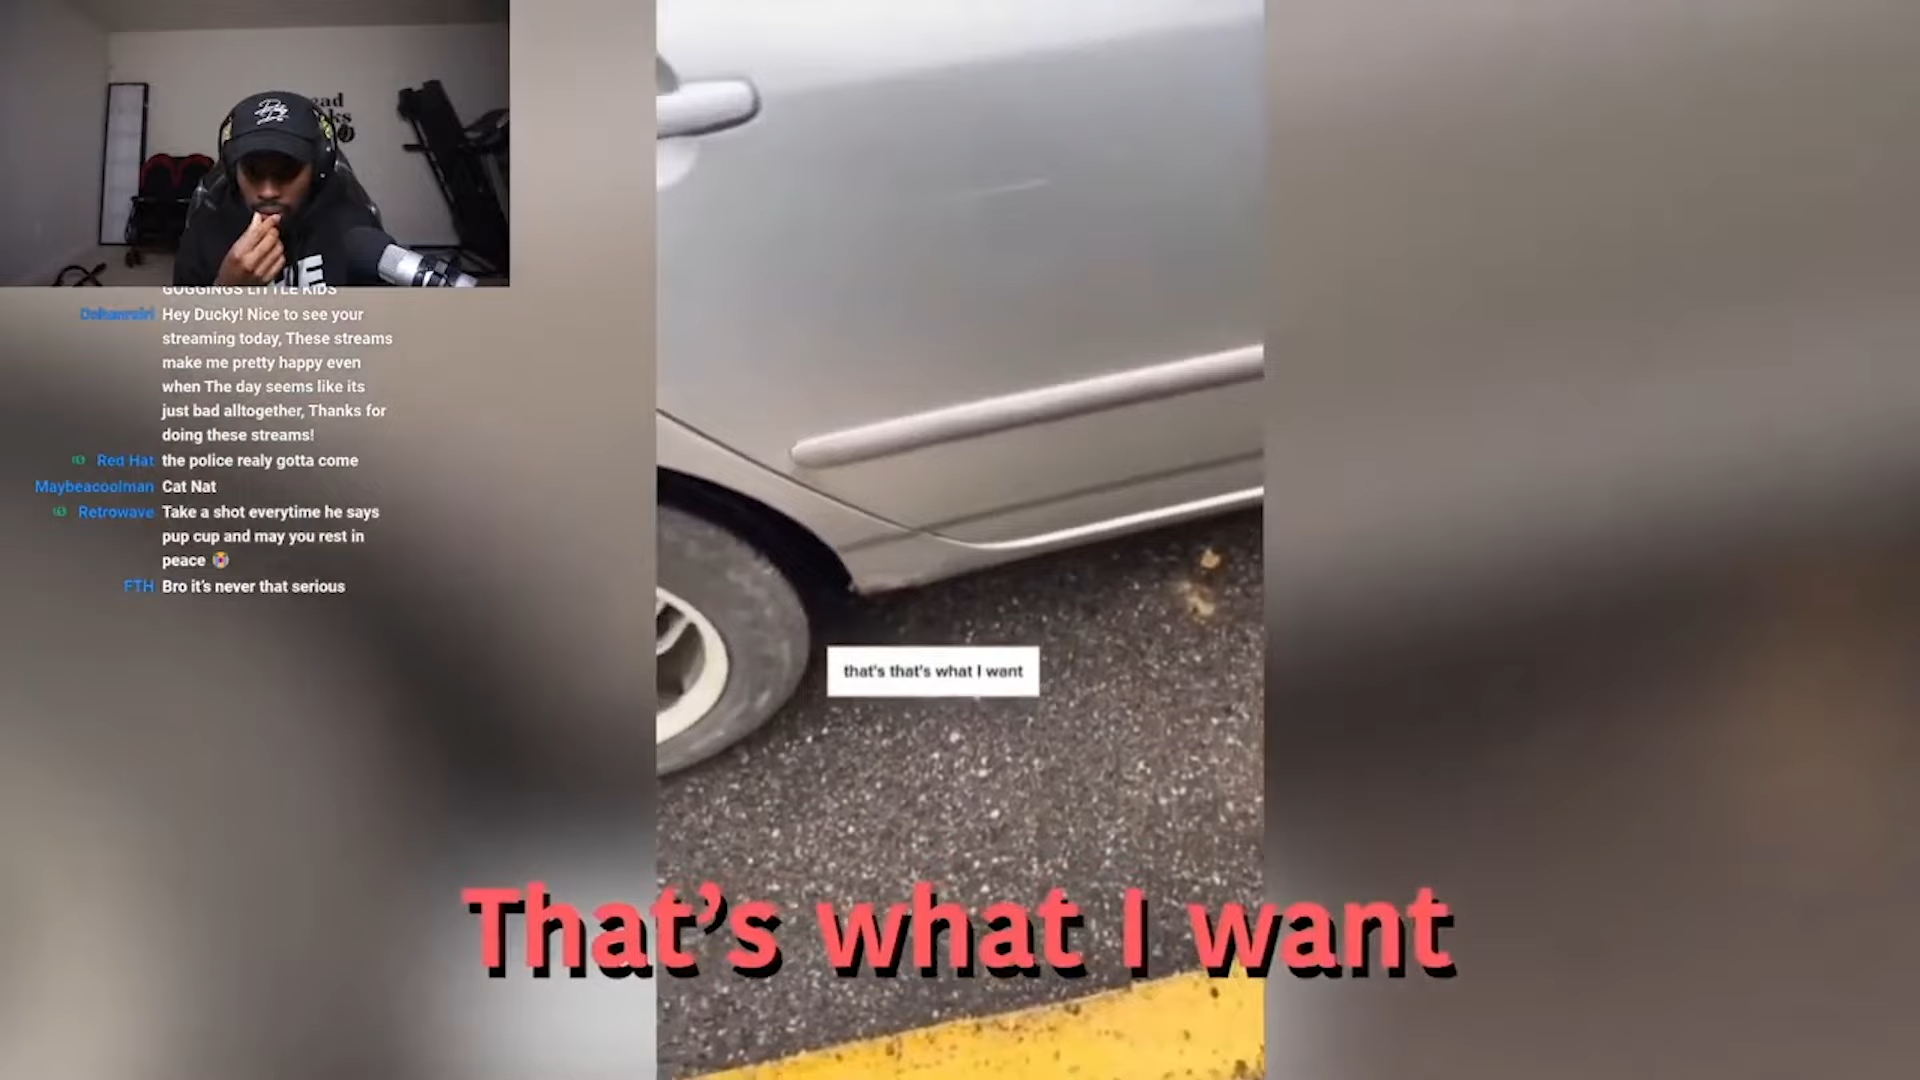 GOGGINGS LITTLE KIDS
Hey Ducky! Nice to see your
streaming today, These streams
make me pretty happy even
when The day seems like its
just bad alltogether, Thanks for
doing these streams!
Red Hat the police realy gotta come
Maybeacoolman Cat Nat
Retrowave Take a shot everytime he says
pup cup and may you rest in
peace
FTH Bro it's never that serious
that's that's what I want
That's what I want